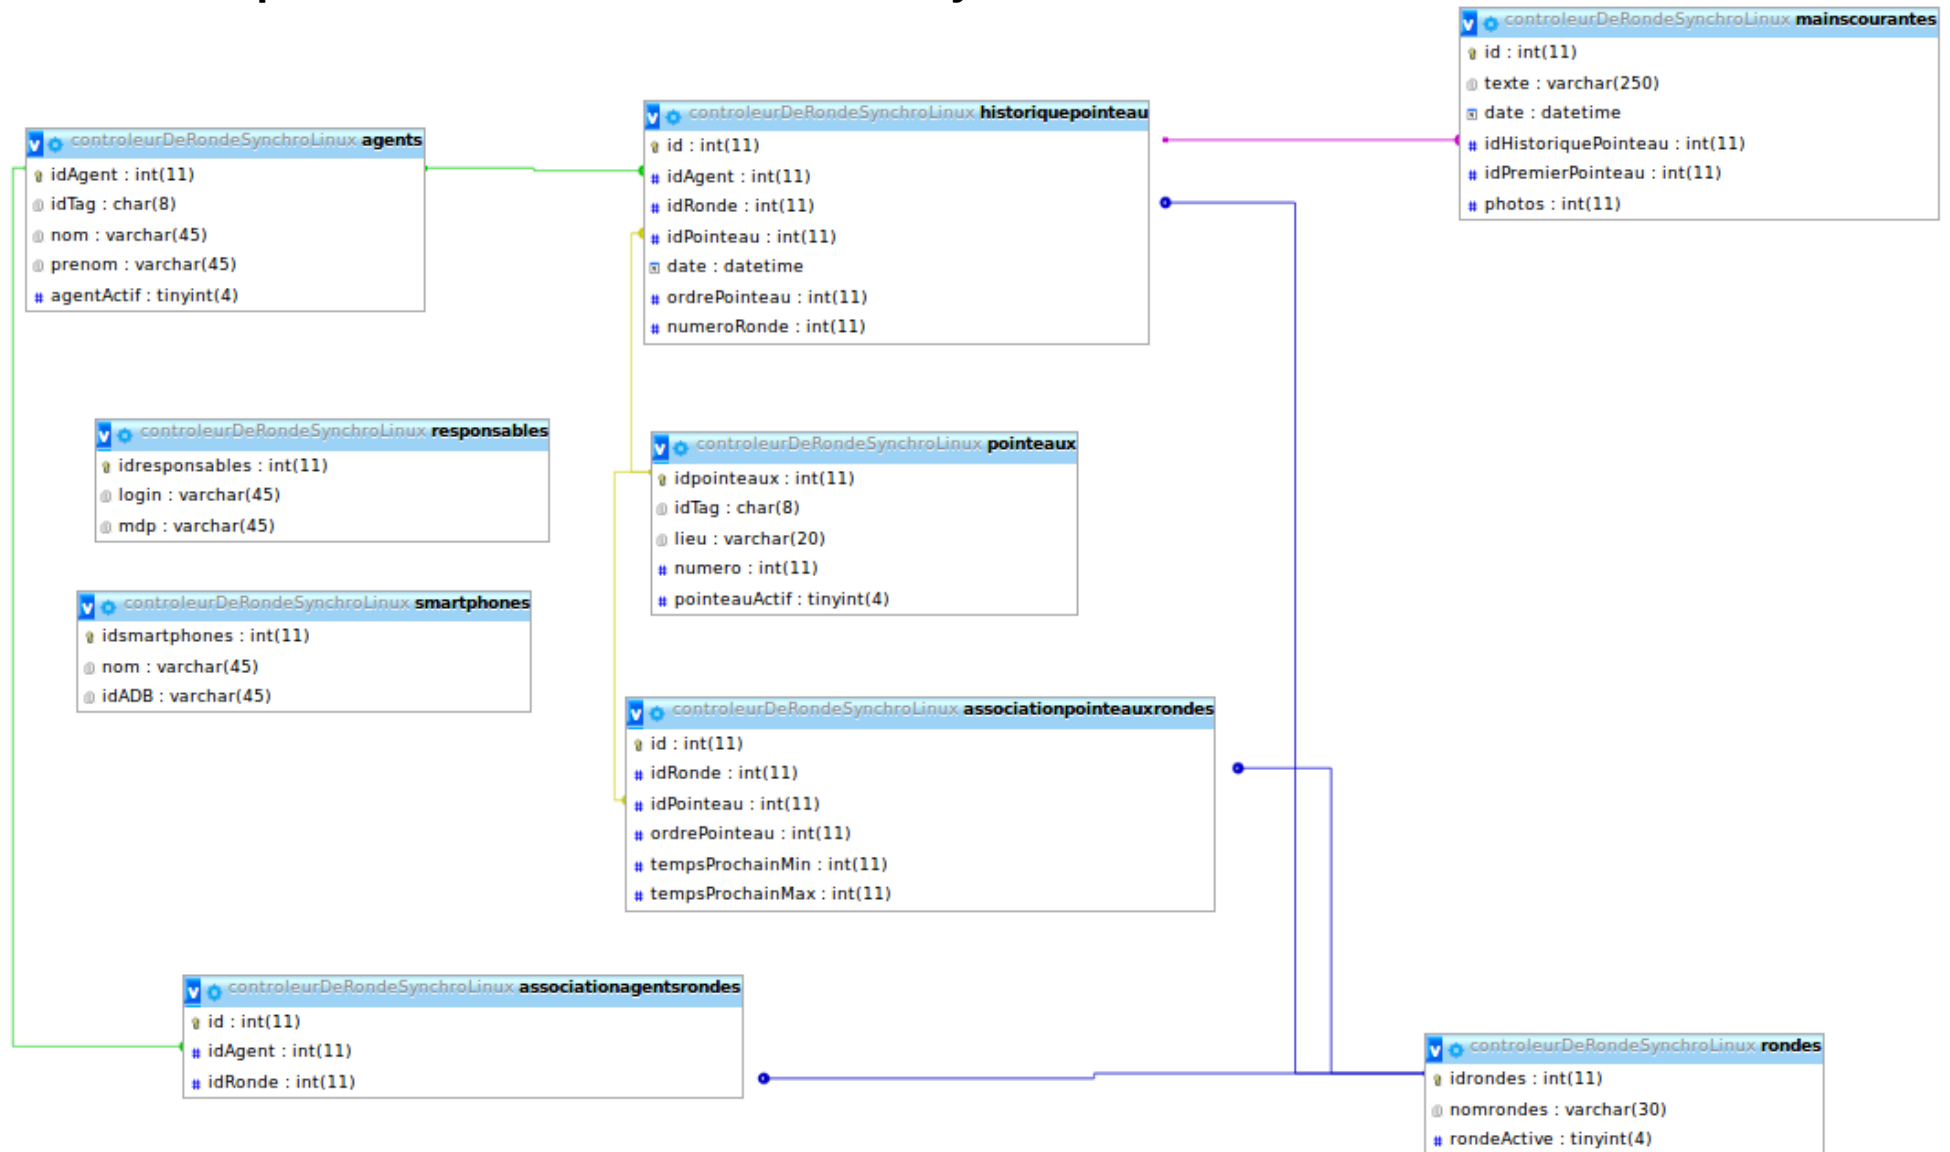 controleurDeRondeSynchroLinux mainscourantes
id : int(11)
texte : varchar(250)
date : datetime
idHistoriquePointeau : int(11)
idPremierPointeau : int(11)
photos : int(11)
controleurDeRondeSynchroLinux historiquepointeau
id : int(11)
idAgent : int(11)
idRonde : int(11)
idPointeau : int(11)
date : datetime
ordrePointeau : int(11)
numeroRonde : int(11)
controleurDeRondeSynchroLinux agents
idAgent : int(11)
idTag : char(8)
nom : varchar(45)
prenom : varchar(45)
agentActif : tinyint(4)
controleurDeRondeSynchroLinux responsables
idresponsables : int(11)
login : varchar(45)
mdp : varchar(45)
controleurDeRondeSynchroLinux pointeaux
idpointeaux : int(11)
idTag : char(8)
lieu : varchar(20)
numero : int(11)
pointeauActif : tinyint(4)
controleurDeRondeSynchroLinux smartphones
idsmartphones : int(11)
nom : varchar(45)
idADB : varchar(45)
controleurDeRondeSynchroLinux associationpointeauxrondes
id : int(11)
idRonde : int(11)
idPointeau : int(11)
ordrePointeau : int(11)
tempsProchainMin : int(11)
tempsProchainMax : int(11)
controleurDeRondeSynchroLinux associationagentsrondes
id : int(11)
idAgent : int(11)
idRonde : int(11)
controleurDeRondeSynchroLinux rondes
idrondes : int(11)
nomrondes : varchar(30)
rondeActive : tinyint(4)